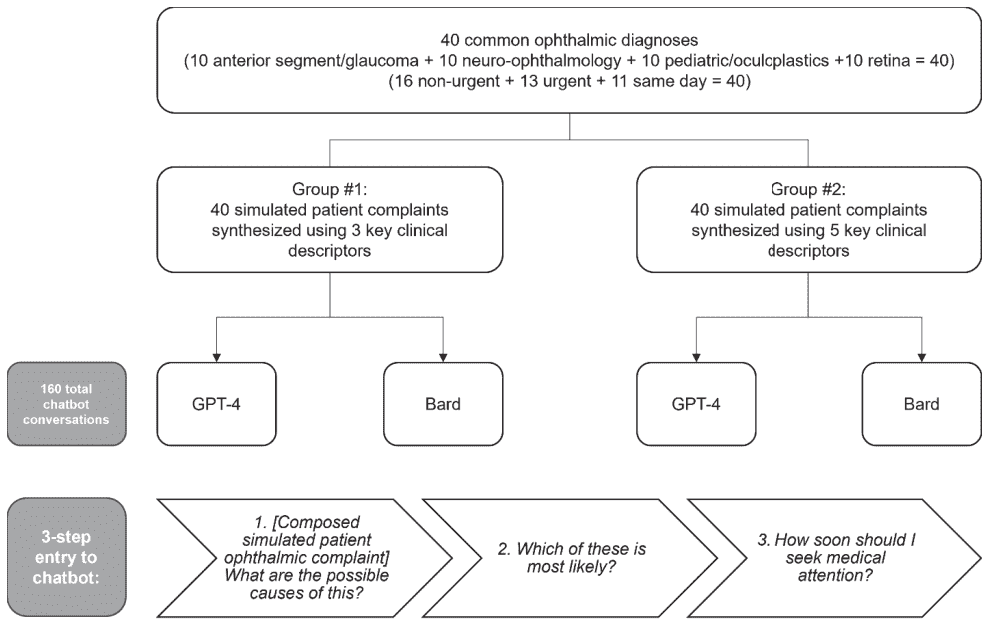 40 common ophthalmic diagnoses
(10 anterior segment/glaucoma + 10 neuro-ophthalmology + 10 pediatric/oculcplastics +10 retina = 40)
(16 non-urgent + 13 urgent + 11 same day = 40)
Group #1:
40 simulated patient complaints
synthesized using 3 key clinical
descriptors
Group #2:
40 simulated patient complaints
synthesized using 5 key clinical
descriptors
160 total
chatbot
conversations
GPT-4
Bard
GPT-4
Bard
3-step
entry to
chatbot:
1. [Composed
simulated patient
ophthalmic complaint]
What are the possible
causes of this?
2. Which of these is
most likely?
3. How soon should I
seek medical
attention?